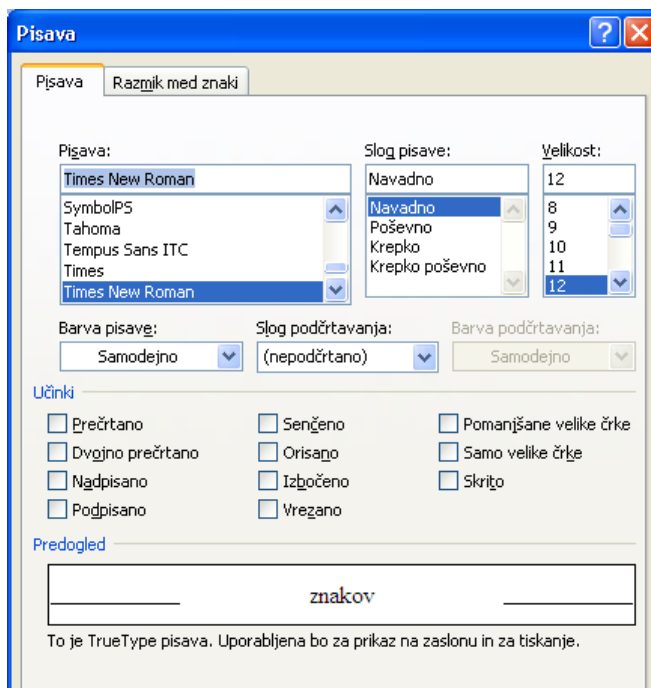 Pisava
Pisava Razmik med znaki
Pisava: Slog pisave: Velikost:
Times New Roman Navadno 12
SymbolPS Navadno 8
Tahoma Poševno 9
Tempus Sans ITC Krepko 10
Times Krepko poševno 11
Times New Roman 12
Barva pisave: Slog podčrtavanja: Barva podčrtavanja:
Samodejno (nepodčrtano) Samodejno
Učinki
Prečrtano Senčeno Pomanjšane velike črke
Dvojno prečrtano Orisano Samo velike črke
Nadpisano Izbočeno Skrito
Podpisano Vrezano
Predogled
znakov
To je TrueType pisava. Uporabljena bo za prikaz na zaslonu in za tiskanje.